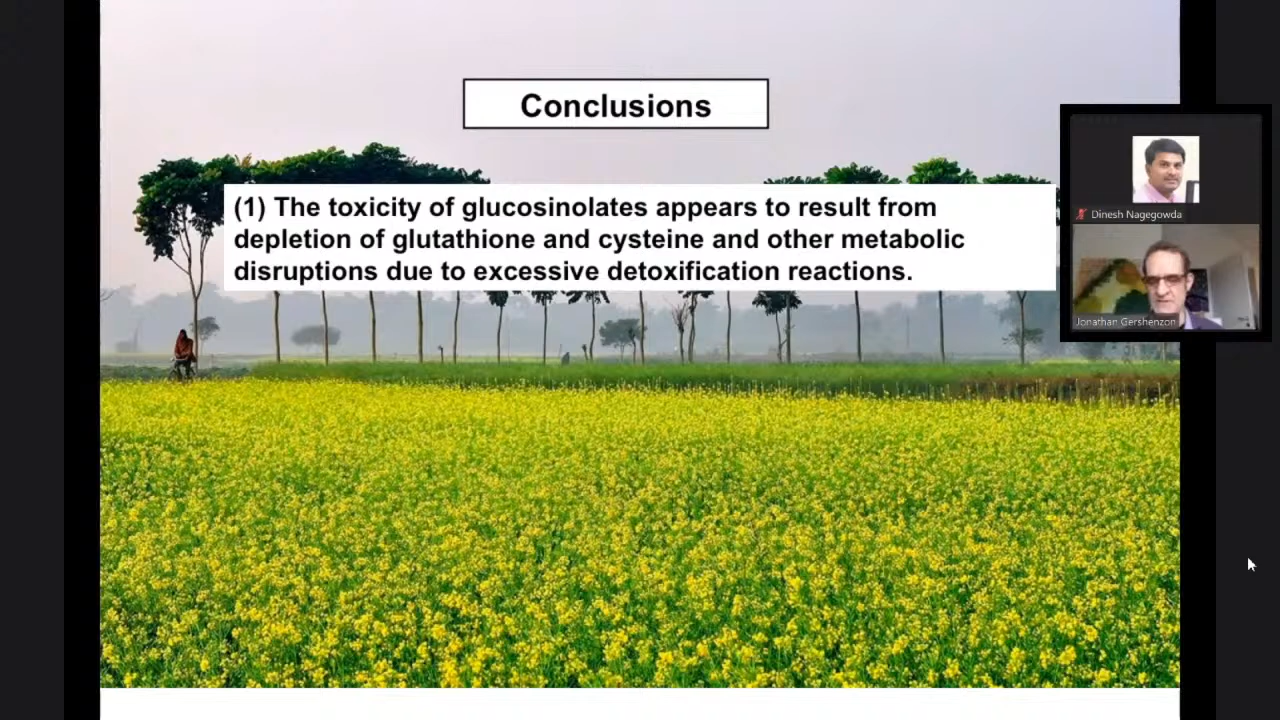 Conclusions
(1) The toxicity of glucosinolates appears to result from
depletion of glutathione and cysteine and other metabolic
disruptions due to excessive detoxification reactions.
Dinesh Nagegowda
Jonathan Gershenzon